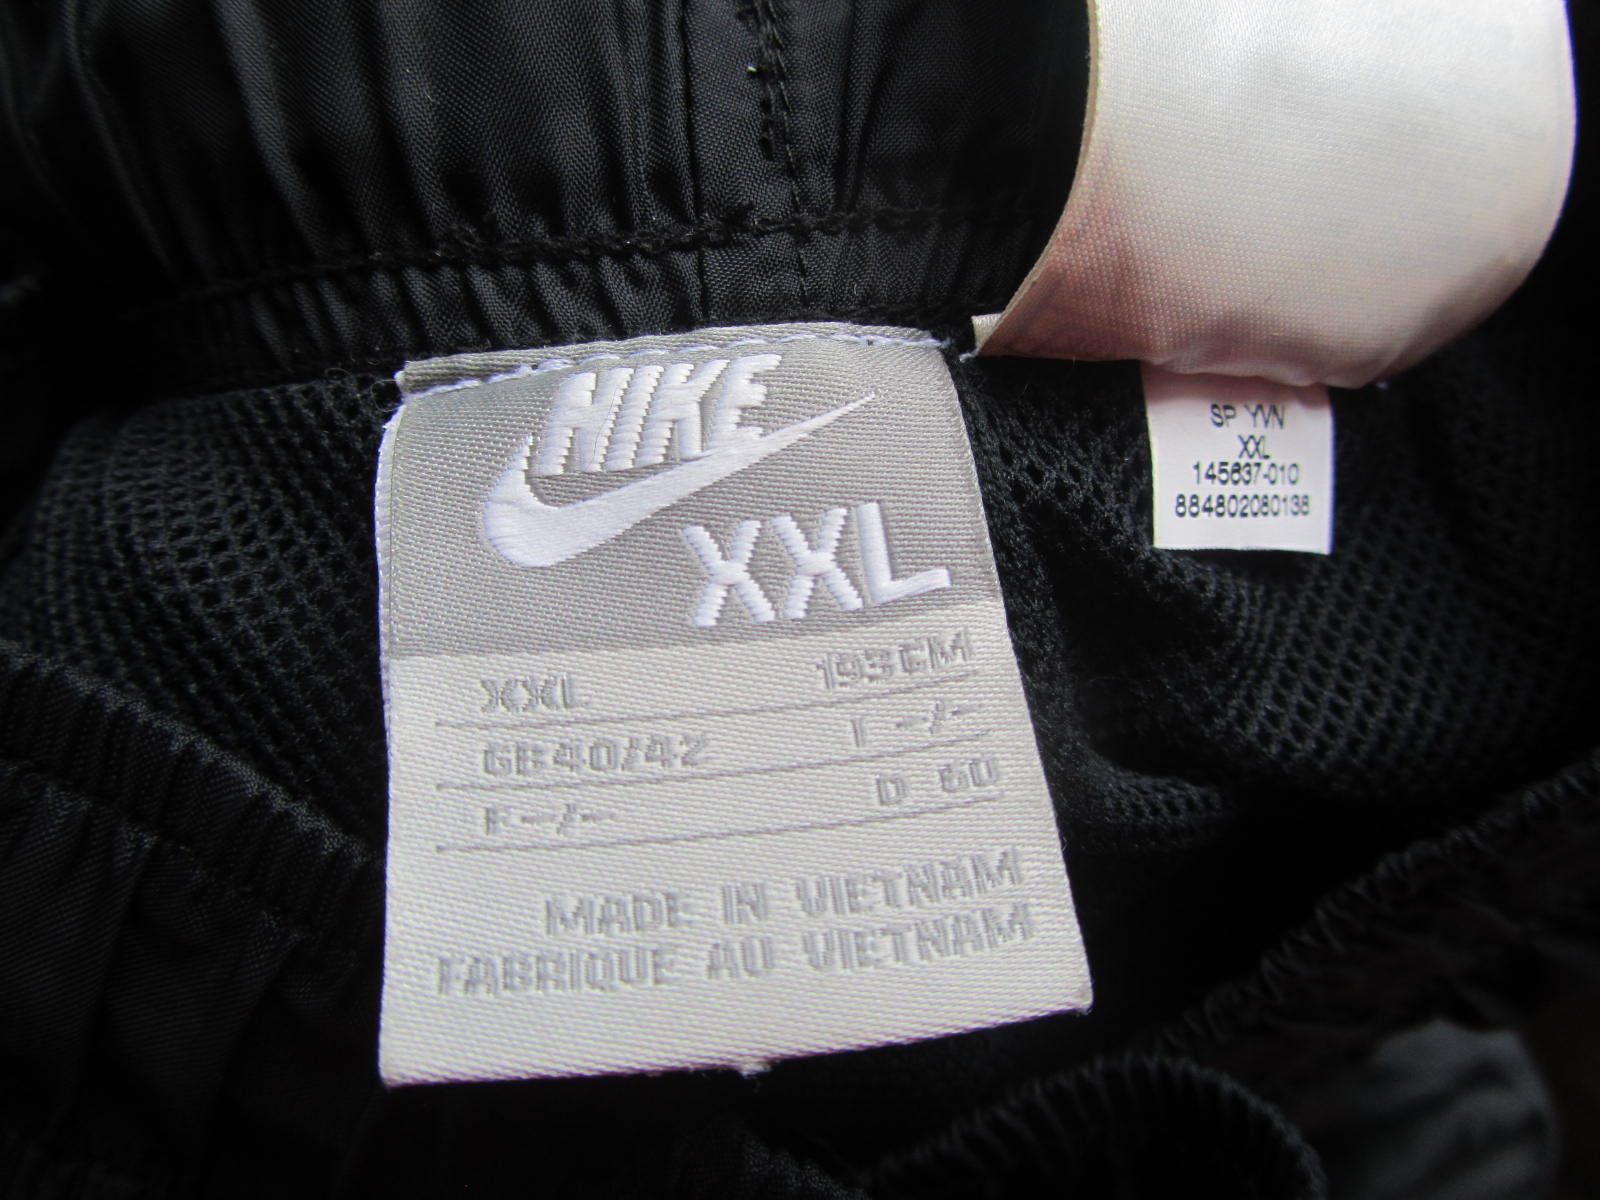 NIKE
XXL
XXL 193CM
GB40/42 I -/-
F-/- D 60
MADE IN VIETNAM
FABRIQUE AU VIETNAM
SP YVN
XXL
145637-010
884802080138